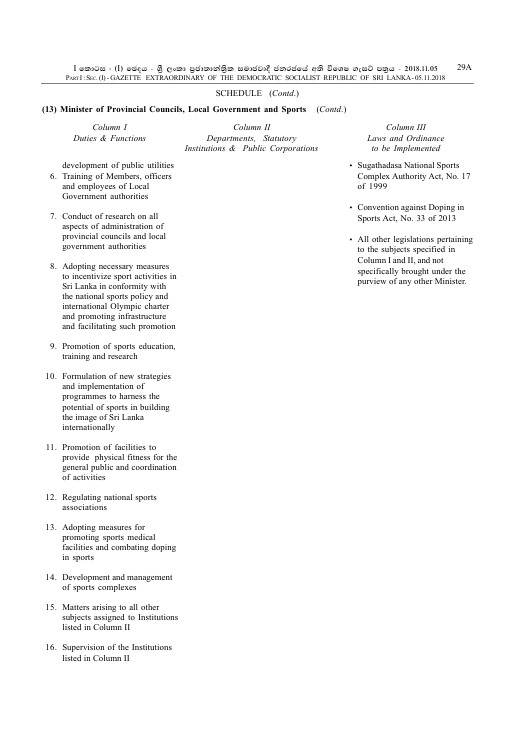 I කොටස - (I) ඡෙදය - ශ්‍රී ලංකා ප්‍රජාතාන්ත්‍රික සමාජවාදී ජනරජයේ අති විශෙෂ ගැසට් පත්‍රය - 2018.11.05 29A
PART I : SEC. (I) - GAZETTE EXTRAORDINARY OF THE DEMOCRATIC SOCIALIST REPUBLIC OF SRI LANKA - 05.11.2018
SCHEDULE (Contd.)
(13) Minister of Provincial Councils, Local Government and Sports (Contd.)
Column I
Duties & Functions
development of public utilities
6. Training of Members, officers
and employees of Local
Government authorities
7. Conduct of research on all
aspects of administration of
provincial councils and local
government authorities
8. Adopting necessary measures
to incentivize sport activities in
Sri Lanka in conformity with
the national sports policy and
international Olympic charter
and promoting infrastructure
and facilitating such promotion
9. Promotion of sports education,
training and research
10. Formulation of new strategies
and implementation of
programmes to harness the
potential of sports in building
the image of Sri Lanka
internationally
11. Promotion of facilities to
provide physical fitness for the
general public and coordination
of activities
12. Regulating national sports
associations
13. Adopting measures for
promoting sports medical
facilities and combating doping
in sports
14. Development and management
of sports complexes
15. Matters arising to all other
subjects assigned to Institutions
listed in Column II
16. Supervision of the Institutions
listed in Column II
Column II
Departments, Statutory
Institutions & Public Corporations
Column III
Laws and Ordinance
to be Implemented
• Sugathadasa National Sports
Complex Authority Act, No. 17
of 1999
• Convention against Doping in
Sports Act, No. 33 of 2013
• All other legislations pertaining
to the subjects specified in
Column I and II, and not
specifically brought under the
purview of any other Minister.